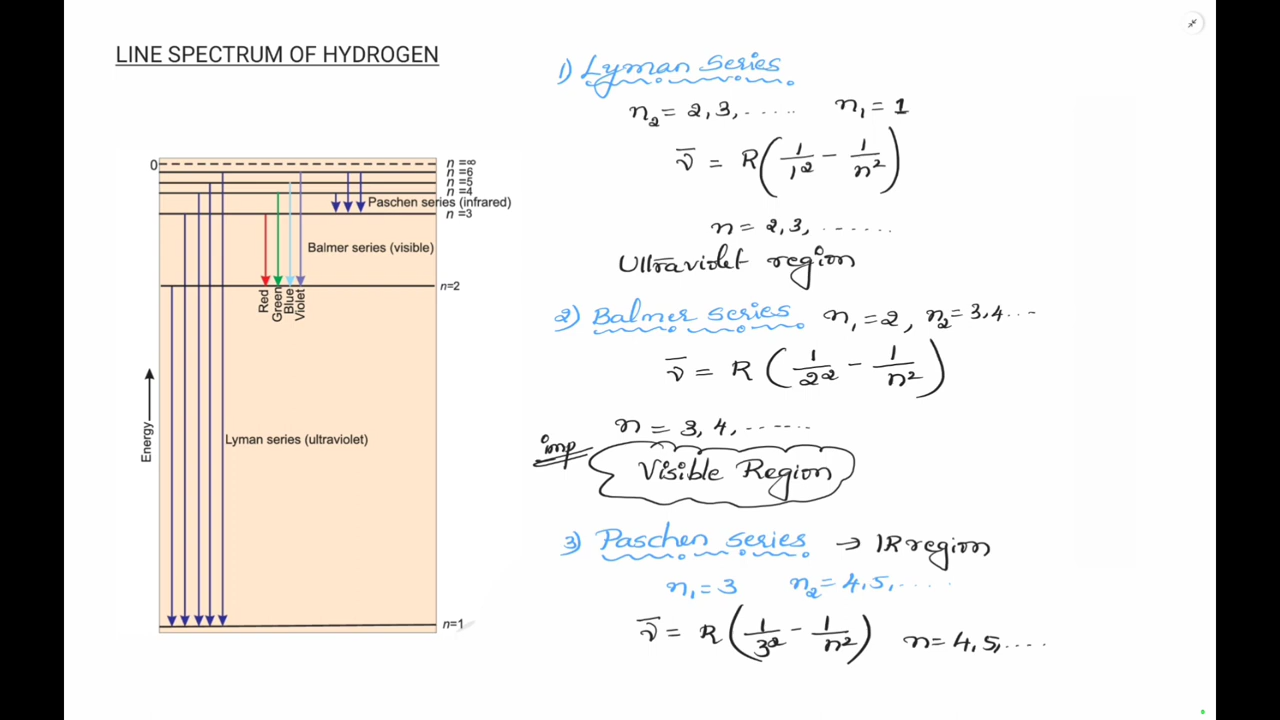 LINE SPECTRUM OF HYDROGEN
0
n =∞
n =6
n =5
n =4
Paschen series (infrared)
n =3
Balmer series (visible)
n=2
Red
Green
Blue
Violet
Energy
Lyman series (ultraviolet)
n=1
1) Lyman Series
n₂ = 2, 3, ...... n₁ = 1
ν̄ = R(1/1² - 1/n²)
n = 2, 3, .......
Ultraviolet region
2) Balmer series n₁ = 2, n₂ = 3, 4 ....
ν̄ = R (1/2² - 1/n²)
n = 3, 4, .......
imp
Visible Region
3) Paschen series → IR region
n₁ = 3 n₂ = 4, 5, .....
ν̄ = R (1/3² - 1/n²) n = 4, 5, .....